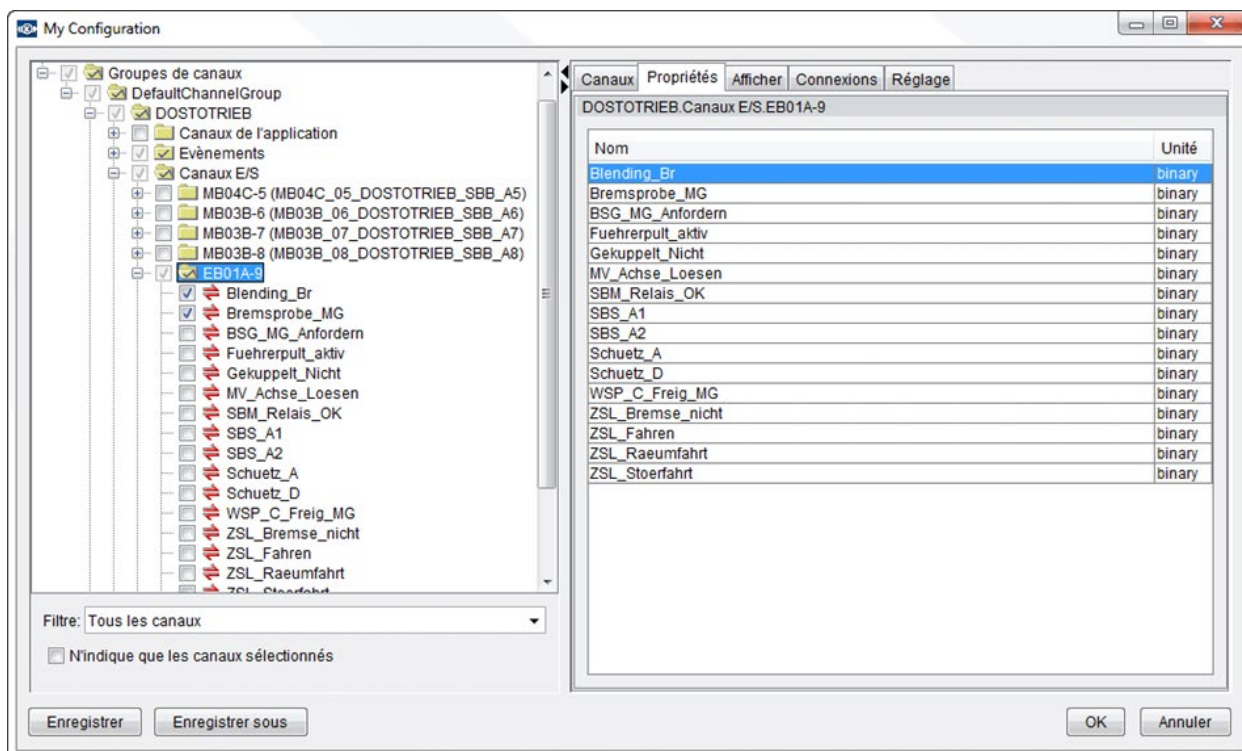 My Configuration
Groupes de canaux
DefaultChannelGroup
DOSTOTRIEB
Canaux de l'application
Evènements
Canaux E/S
MB04C-5 (MB04C_05_DOSTOTRIEB_SBB_A5)
MB03B-6 (MB03B_06_DOSTOTRIEB_SBB_A6)
MB03B-7 (MB03B_07_DOSTOTRIEB_SBB_A7)
MB03B-8 (MB03B_08_DOSTOTRIEB_SBB_A8)
EB01A-9
Blending_Br
Bremsprobe_MG
BSG_MG_Anfordern
Fuehrerpult_aktiv
Gekuppelt_Nicht
MV_Achse_Loesen
SBM_Relais_OK
SBS_A1
SBS_A2
Schuetz_A
Schuetz_D
WSP_C_Freig_MG
ZSL_Bremse_nicht
ZSL_Fahren
ZSL_Raeumfahrt
ZSL_Stoerfahrt
Filtre: Tous les canaux
N'indique que les canaux sélectionnés
Canaux Propriétés Afficher Connexions Réglage
DOSTOTRIEB.Canaux E/S.EB01A-9
Nom Unité
Blending_Br binary
Bremsprobe_MG binary
BSG_MG_Anfordern binary
Fuehrerpult_aktiv binary
Gekuppelt_Nicht binary
MV_Achse_Loesen binary
SBM_Relais_OK binary
SBS_A1 binary
SBS_A2 binary
Schuetz_A binary
Schuetz_D binary
WSP_C_Freig_MG binary
ZSL_Bremse_nicht binary
ZSL_Fahren binary
ZSL_Raeumfahrt binary
ZSL_Stoerfahrt binary
Enregistrer Enregistrer sous OK Annuler